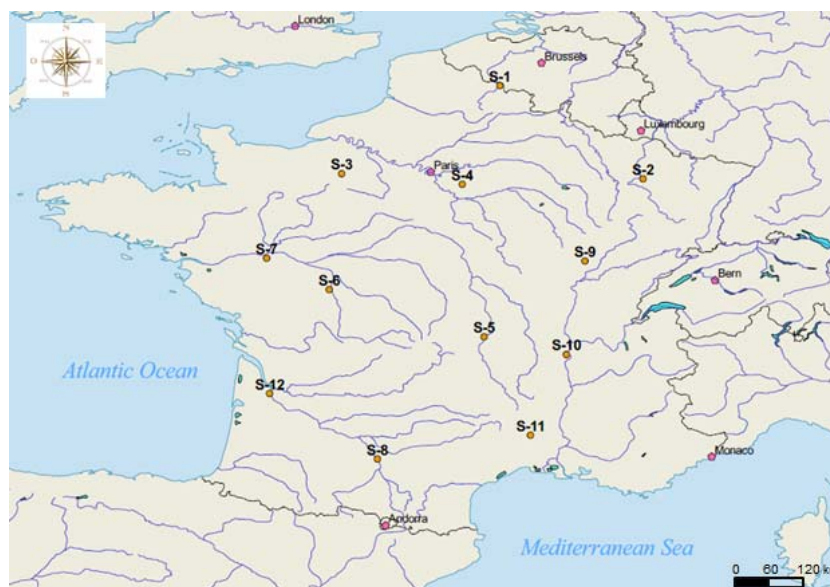 London
Brussels
S-1
Luxembourg
S-3
Paris
S-4
S-2
S-7
S-9
Bern
S-6
S-5
S-10
Atlantic Ocean
S-12
S-11
S-8
Monaco
Andorra
Mediterranean Sea
0 60 120 k